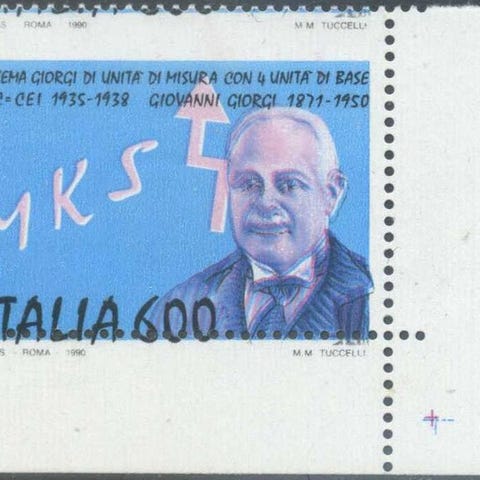 S - ROMA - 1990 M.M. TUCCELLI
EMA GIORGI DI UNITA' DI MISURA CON 4 UNITA' DI BASE
C=CEI 1935-1938 GIOVANNI GIORGI 1871-1950
MKS
ITALIA 600
S - ROMA - 1990 M.M. TUCCELLI